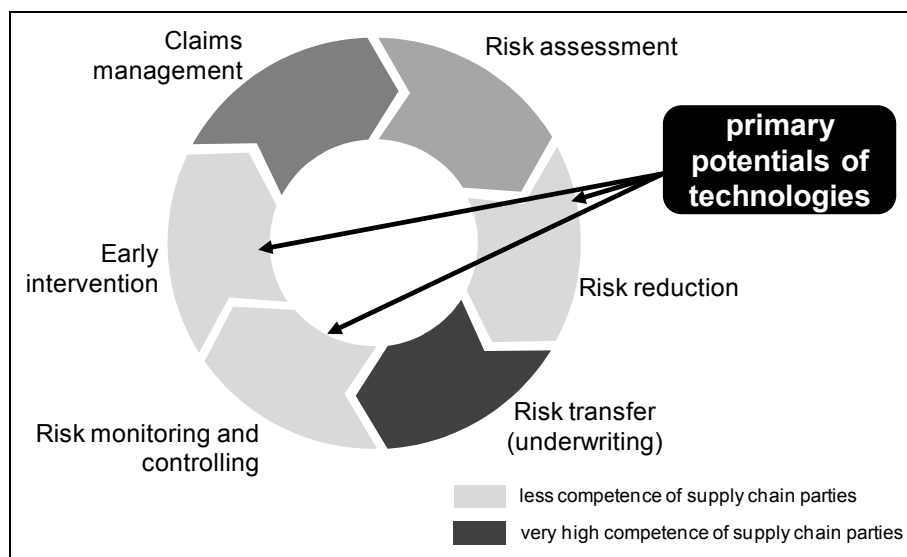 Claims
management
Risk assessment
primary
potentials of
technologies
Early
intervention
Risk reduction
Risk monitoring and
controlling
Risk transfer
(underwriting)
less competence of supply chain parties
very high competence of supply chain parties